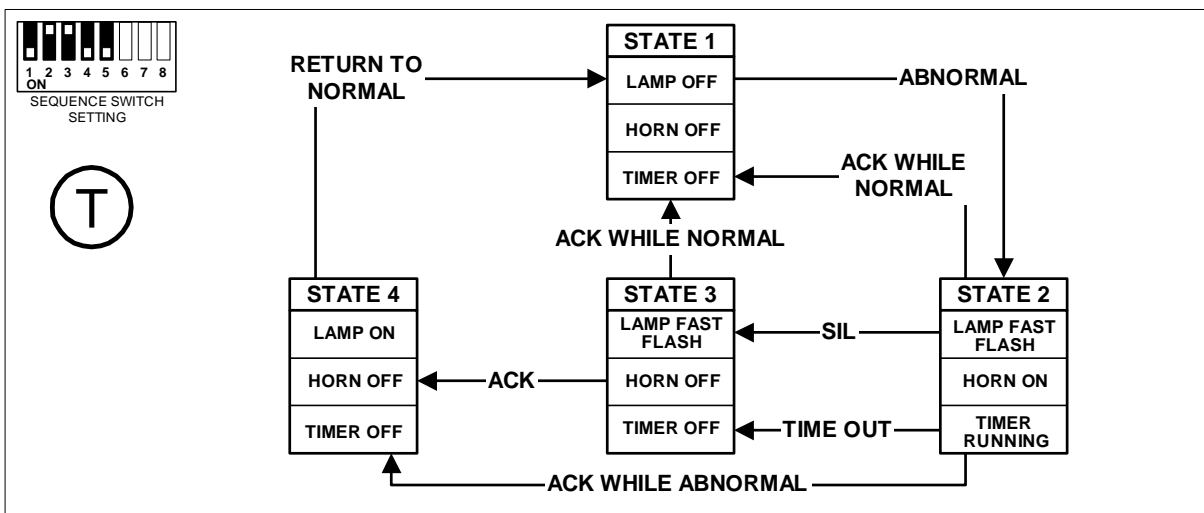 1 2 3 4 5 6 7 8
ON
SEQUENCE SWITCH
SETTING
T
RETURN TO
NORMAL
STATE 1
LAMP OFF
HORN OFF
TIMER OFF
ABNORMAL
ACK WHILE
NORMAL
ACK WHILE NORMAL
STATE 4
LAMP ON
HORN OFF
TIMER OFF
ACK
STATE 3
LAMP FAST
FLASH
HORN OFF
TIMER OFF
SIL
TIME OUT
STATE 2
LAMP FAST
FLASH
HORN ON
TIMER
RUNNING
ACK WHILE ABNORMAL